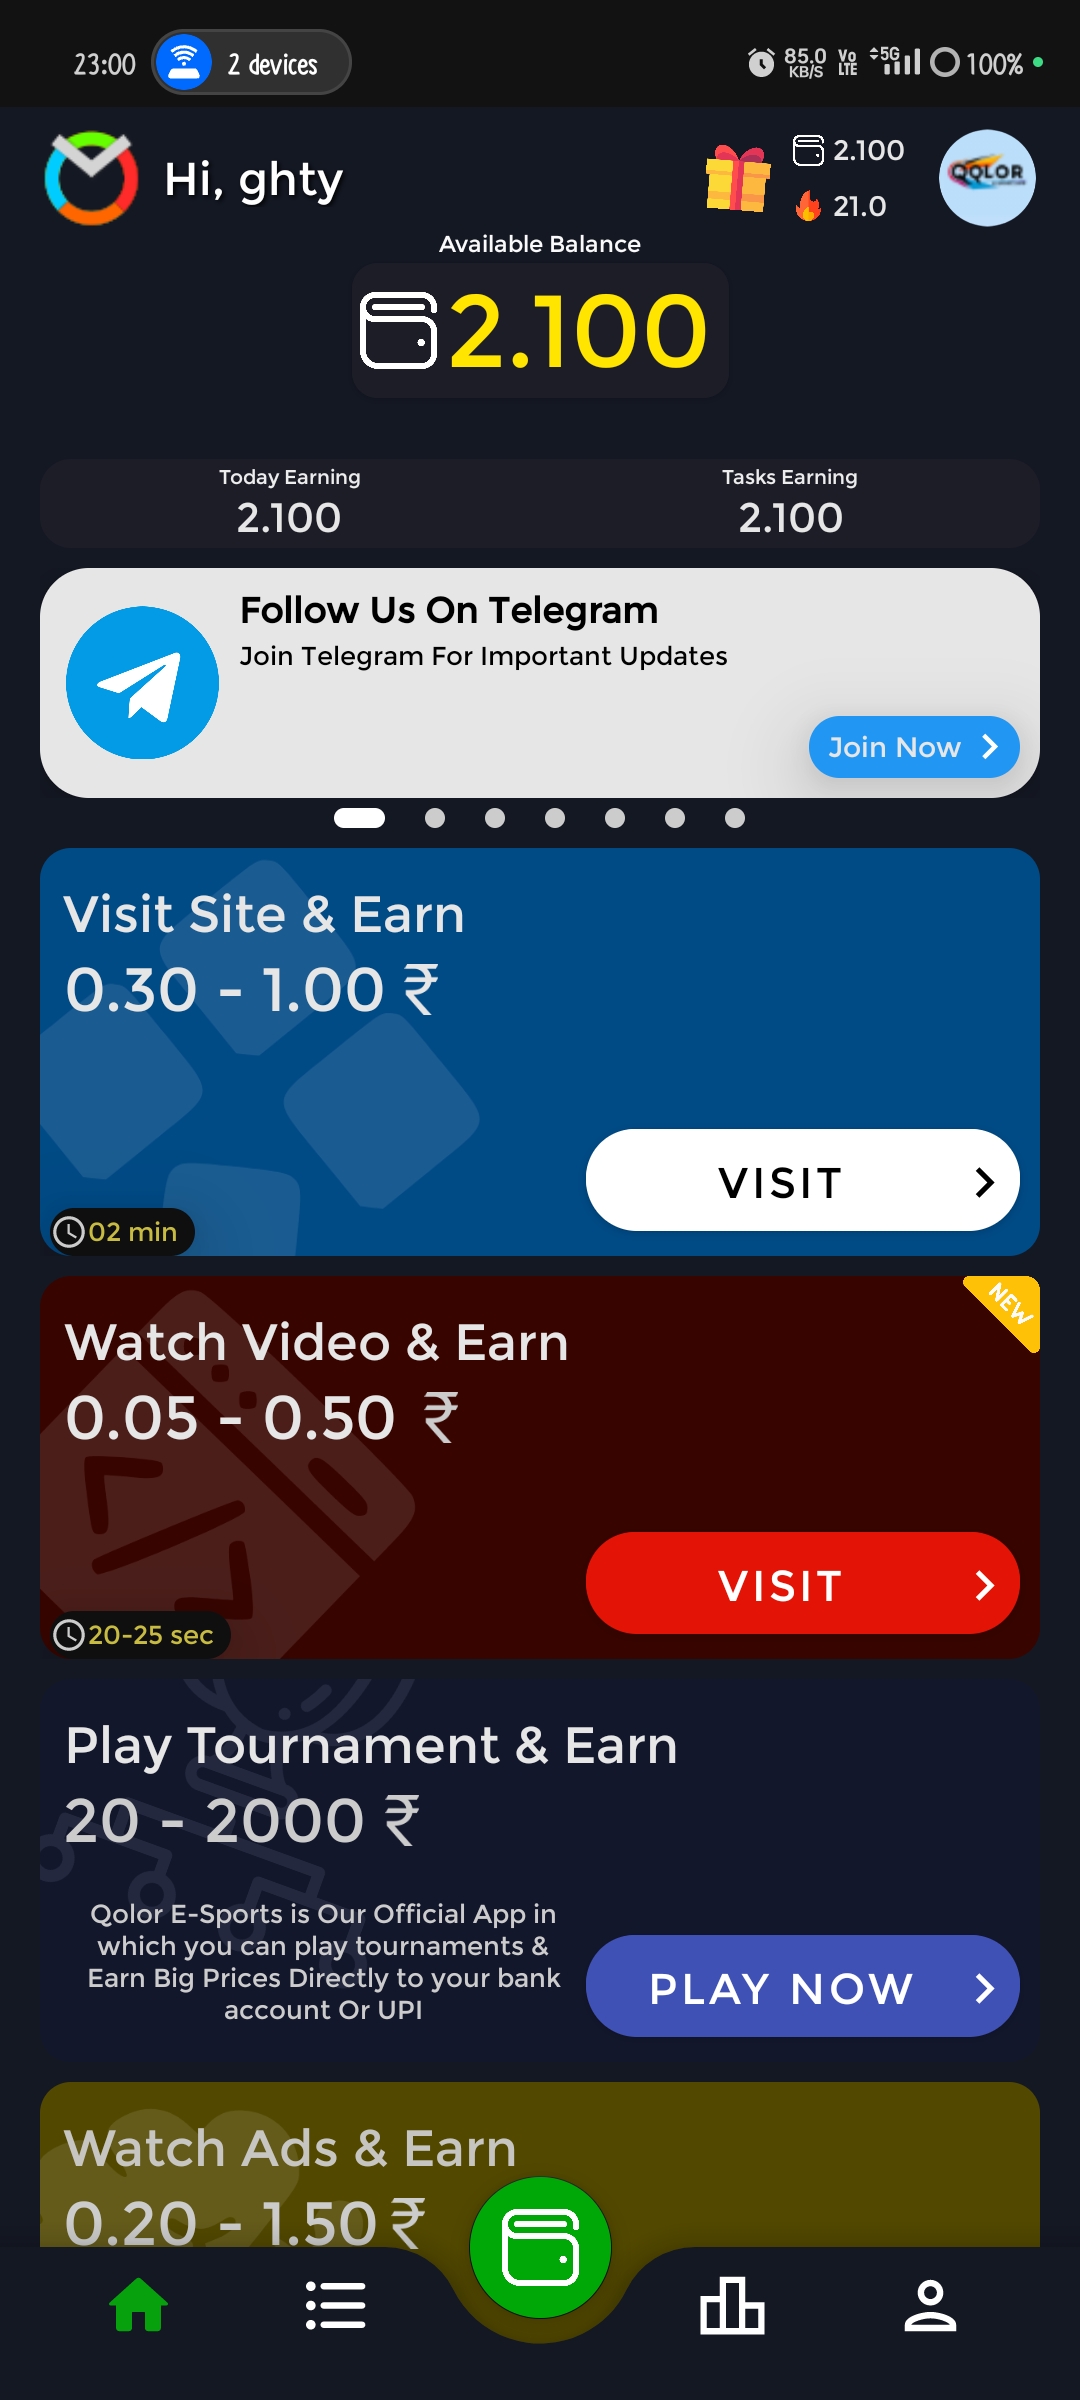 23:00
2 devices
85.0
KB/S
Vo
LTE
5G
100%
Hi, ghty
2.100
21.0
QQLOR
Available Balance
2.100
Today Earning
2.100
Tasks Earning
2.100
Follow Us On Telegram
Join Telegram For Important Updates
Join Now
Visit Site & Earn
0.30 - 1.00 ₹
VISIT
02 min
NEW
Watch Video & Earn
0.05 - 0.50 ₹
VISIT
20-25 sec
Play Tournament & Earn
20 - 2000 ₹
Qolor E-Sports is Our Official App in
which you can play tournaments &
Earn Big Prices Directly to your bank
account Or UPI
PLAY NOW
Watch Ads & Earn
0.20 - 1.50 ₹